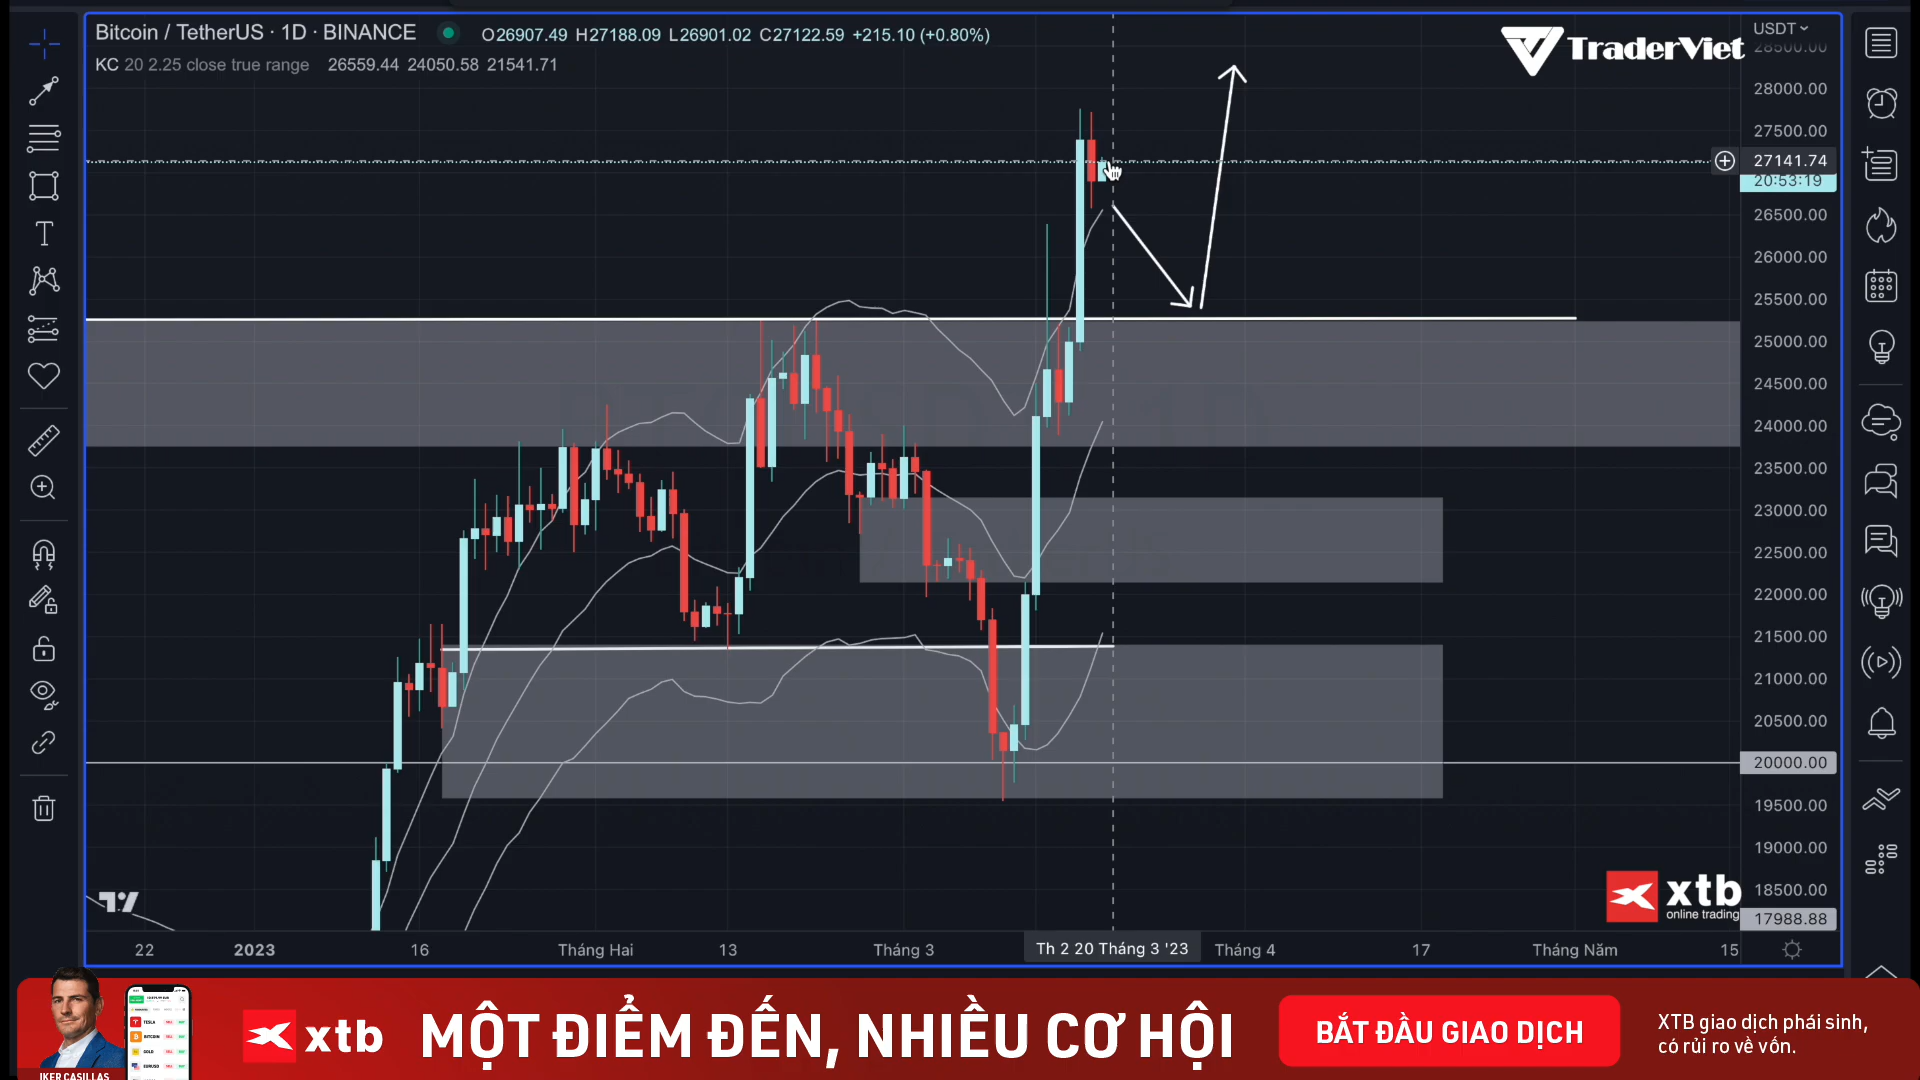 Bitcoin / TetherUS · 1D · BINANCE
O26907.49 H27188.09 L26901.02 C27122.59 +215.10 (+0.80%)
KC 20 2.25 close true range 26559.44 24050.58 21541.71
TraderViet
USDT
28500.00
28000.00
27500.00
27141.74
20:53:19
26500.00
26000.00
25500.00
25000.00
24500.00
24000.00
23500.00
23000.00
22500.00
22000.00
21500.00
21000.00
20500.00
20000.00
19500.00
19000.00
18500.00
17988.88
xtb
online trading
22 2023 16 Tháng Hai 13 Tháng 3 Th 2 20 Tháng 3 '23 Tháng 4 17 Tháng Năm 15
IKER CASILLAS
TESLA
BITCOIN
GOLD
EURUSD
xtb
MỘT ĐIỂM ĐẾN, NHIỀU CƠ HỘI
BẮT ĐẦU GIAO DỊCH
XTB giao dịch phái sinh,
có rủi ro về vốn.